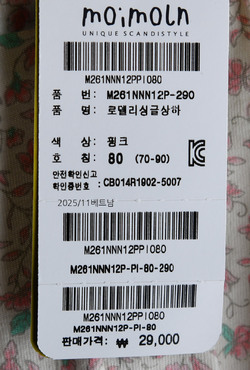 moimoln
UNIQUE SCANDISTYLE
M261NNN12PPI080
품 번: M261NNN12P-290
품 명: 로델리싱글상하
색 상: 핑크
호 칭: 80 (70-90)
안전확인신고
확인증번호 :CB014R1902-5007
2025/11베트남
M261NNN12PPI080
M261NNN12P-PI-80-290
M261NNN12PPI080
M261NNN12P-PI-80
판매가격: ₩ 29,000